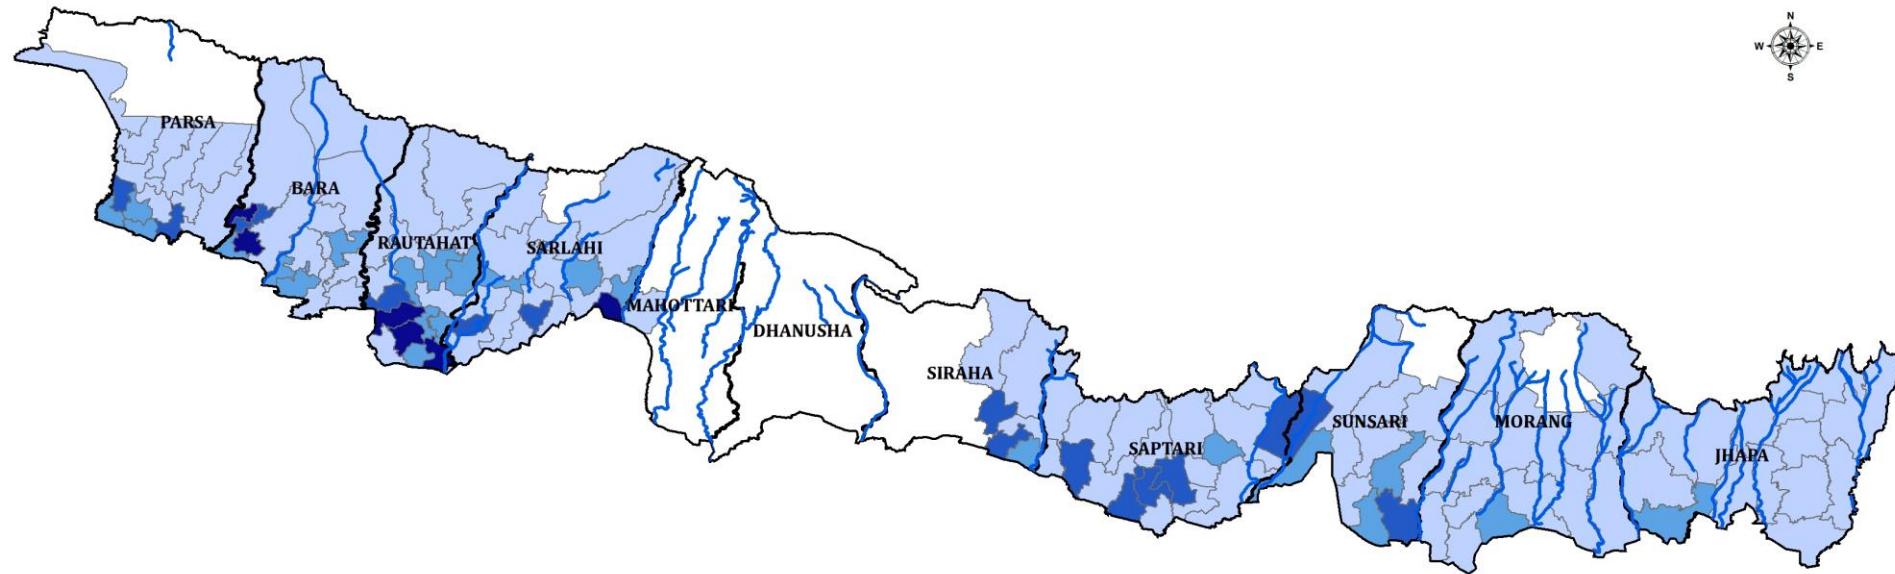 N
W E
S
PARSA
BARA
RAUTAHAT
SARLAHI
MAHOTTARI
DHANUSHA
SIRAHA
SAPTARI
SUNSARI
MORANG
JHAPA